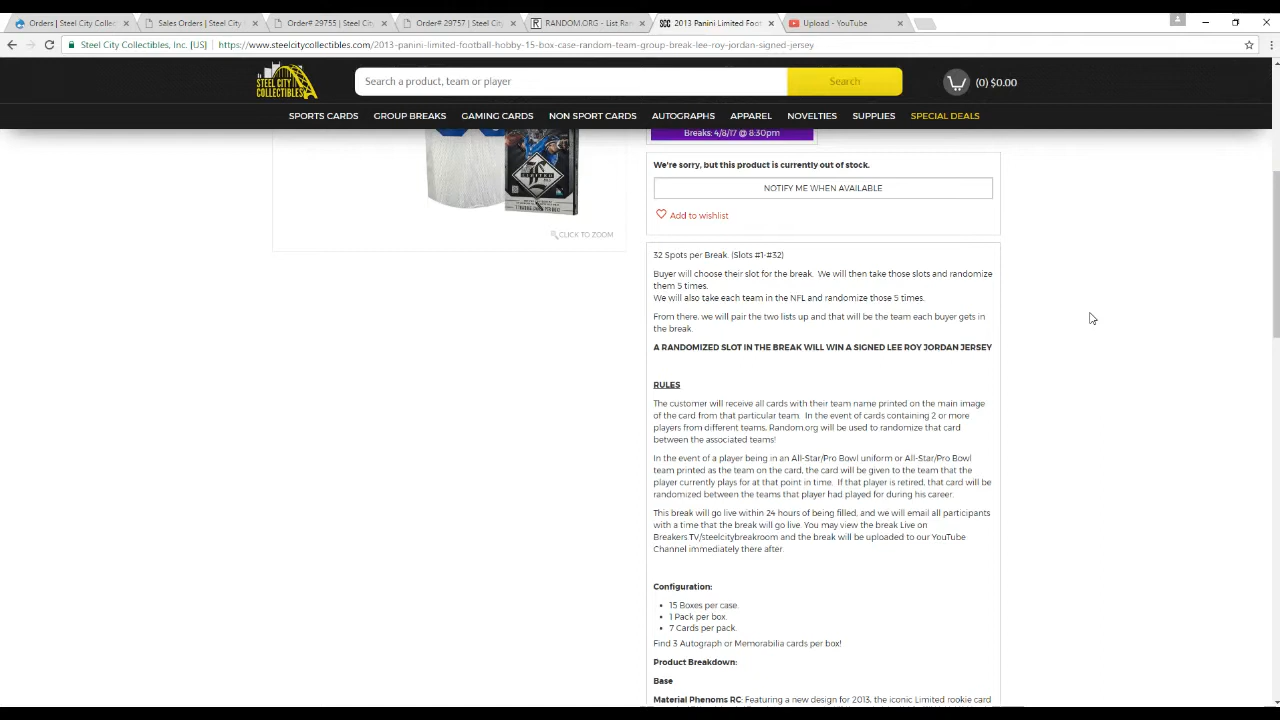 Orders | Steel City Collec
Sales Orders | Steel City
Order# 29755 | Steel City
Order# 29757 | Steel City
RANDOM.ORG - List Ran
SCC 2013 Panini Limited Foot
Upload - YouTube
Steel City Collectibles, Inc. [US] https://www.steelcitycollectibles.com/2013-panini-limited-football-hobby-15-box-case-random-team-group-break-lee-roy-jordan-signed-jersey
STEEL CITY
COLLECTIBLES
Search a product, team or player
Search
(0) $0.00
SPORTS CARDS GROUP BREAKS GAMING CARDS NON SPORT CARDS AUTOGRAPHS APPAREL NOVELTIES SUPPLIES SPECIAL DEALS
Breaks: 4/8/17 @ 8:30pm
We're sorry, but this product is currently out of stock.
NOTIFY ME WHEN AVAILABLE
Add to wishlist
LIMITED
CLICK TO ZOOM
32 Spots per Break. (Slots #1-#32)
Buyer will choose their slot for the break. We will then take those slots and randomize
them 5 times.
We will also take each team in the NFL and randomize those 5 times.
From there, we will pair the two lists up and that will be the team each buyer gets in
the break.
A RANDOMIZED SLOT IN THE BREAK WILL WIN A SIGNED LEE ROY JORDAN JERSEY
RULES
The customer will receive all cards with their team name printed on the main image
of the card from that particular team. In the event of cards containing 2 or more
players from different teams, Random.org will be used to randomize that card
between the associated teams!
In the event of a player being in an All-Star/Pro Bowl uniform or All-Star/Pro Bowl
team printed as the team on the card, the card will be given to the team that the
player currently plays for at that point in time. If that player is retired, that card will be
randomized between the teams that player had played for during his career.
This break will go live within 24 hours of being filled, and we will email all participants
with a time that the break will go live. You may view the break Live on
Breakers.TV/steelcitybreakroom and the break will be uploaded to our YouTube
Channel immediately there after.
Configuration:
• 15 Boxes per case.
• 1 Pack per box.
• 7 Cards per pack.
Find 3 Autograph or Memorabilia cards per box!
Product Breakdown:
Base
Material Phenoms RC: Featuring a new design for 2013, the iconic Limited rookie card